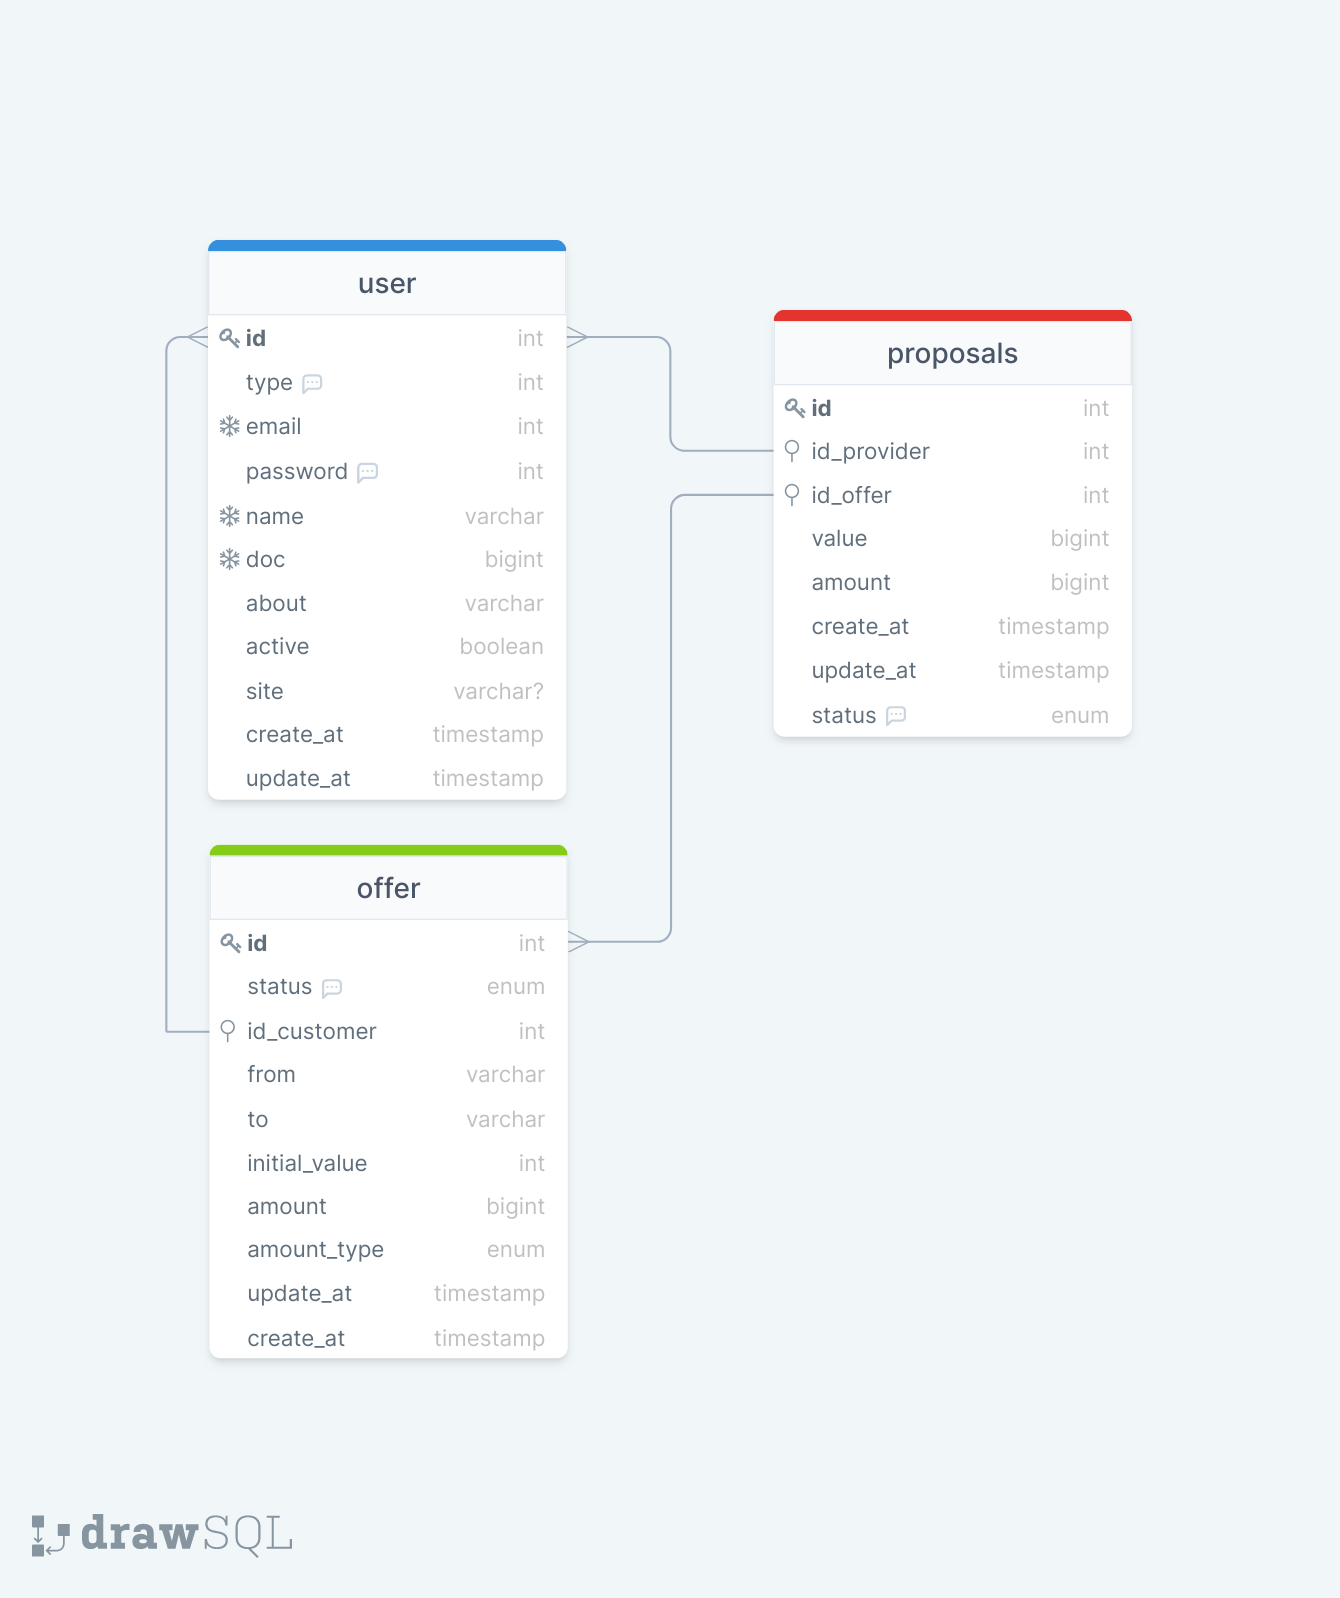 user
id int
type int
email int
password int
name varchar
doc bigint
about varchar
active boolean
site varchar?
create_at timestamp
update_at timestamp
proposals
id int
id_provider int
id_offer int
value bigint
amount bigint
create_at timestamp
update_at timestamp
status enum
offer
id int
status enum
id_customer int
from varchar
to varchar
initial_value int
amount bigint
amount_type enum
update_at timestamp
create_at timestamp
drawSQL